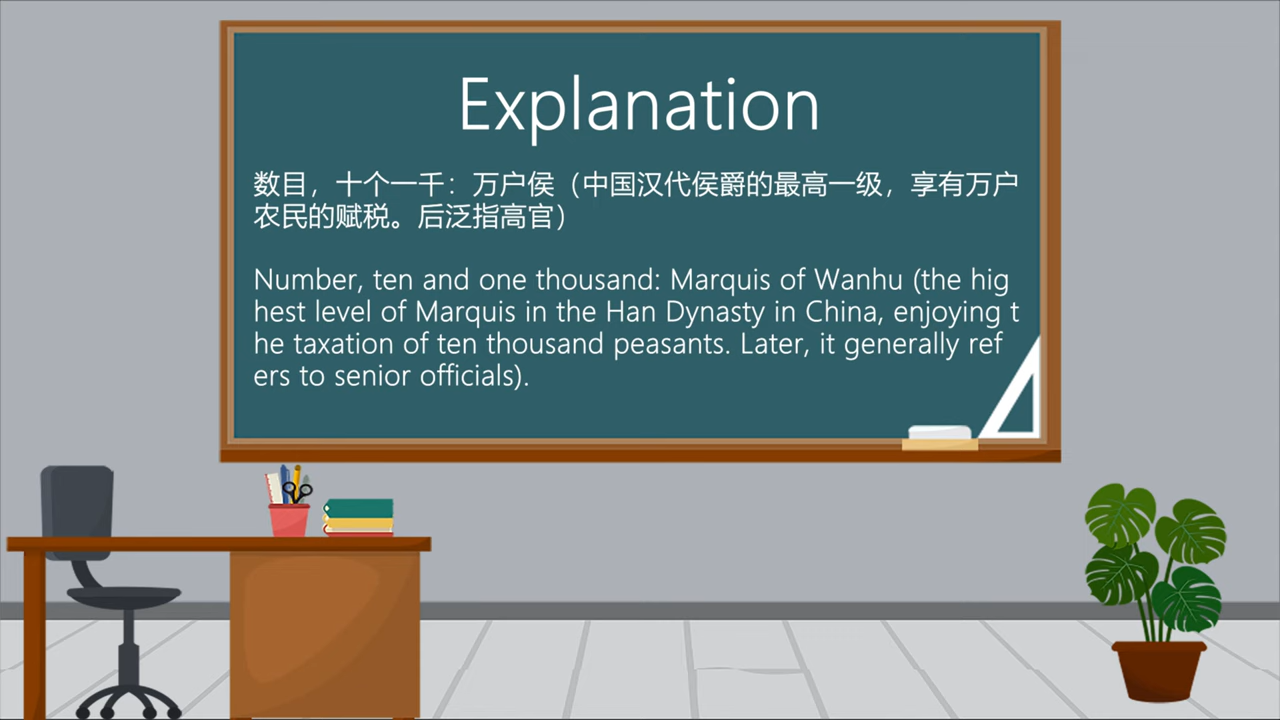 Explanation
数目，十个一千：万户侯（中国汉代侯爵的最高一级，享有万户
农民的赋税。后泛指高官）
Number, ten and one thousand: Marquis of Wanhu (the hig
hest level of Marquis in the Han Dynasty in China, enjoying t
he taxation of ten thousand peasants. Later, it generally ref
ers to senior officials).